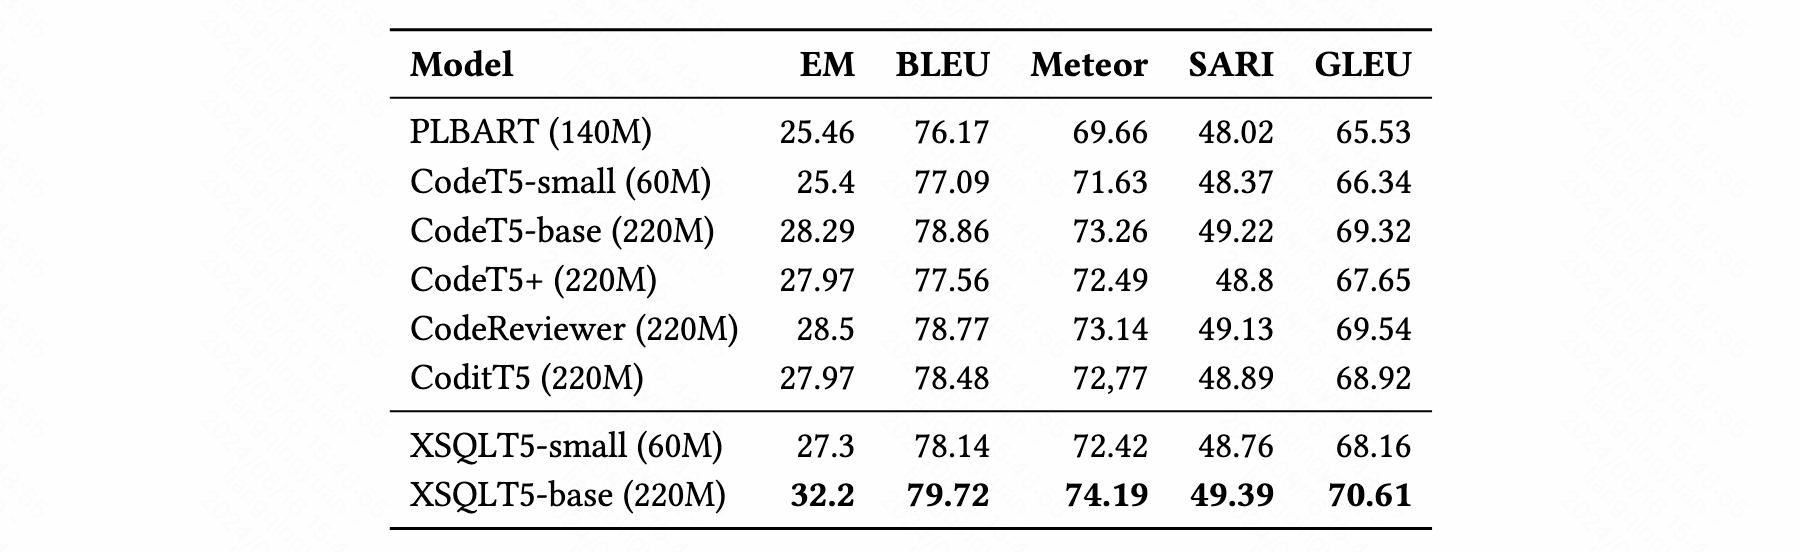 Model EM BLEU Meteor SARI GLEU
PLBART (140M) 25.46 76.17 69.66 48.02 65.53
CodeT5-small (60M) 25.4 77.09 71.63 48.37 66.34
CodeT5-base (220M) 28.29 78.86 73.26 49.22 69.32
CodeT5+ (220M) 27.97 77.56 72.49 48.8 67.65
CodeReviewer (220M) 28.5 78.77 73.14 49.13 69.54
CoditT5 (220M) 27.97 78.48 72,77 48.89 68.92
XSQLT5-small (60M) 27.3 78.14 72.42 48.76 68.16
XSQLT5-base (220M) 32.2 79.72 74.19 49.39 70.61